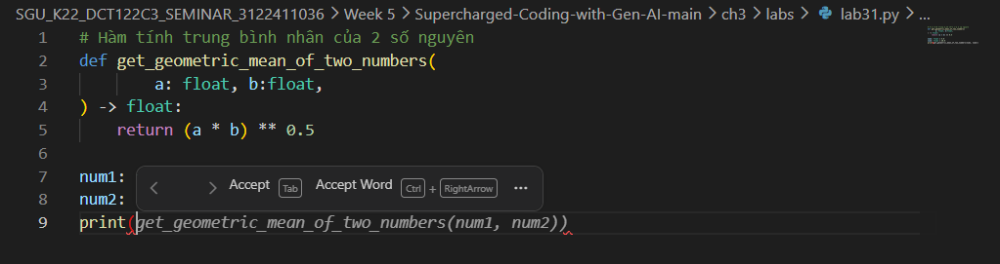 SGU_K22_DCT122C3_SEMINAR_3122411036 > Week 5 > Supercharged-Coding-with-Gen-AI-main > ch3 > labs > lab31.py > ...
1 # Hàm tính trung bình nhân của 2 số nguyên
2 def get_geometric_mean_of_two_numbers(
3 a: float, b:float,
4 ) -> float:
5 return (a * b) ** 0.5
6
7 num1:
< > Accept Tab Accept Word Ctrl + RightArrow ...
8 num2:
9 print(get_geometric_mean_of_two_numbers(num1, num2))